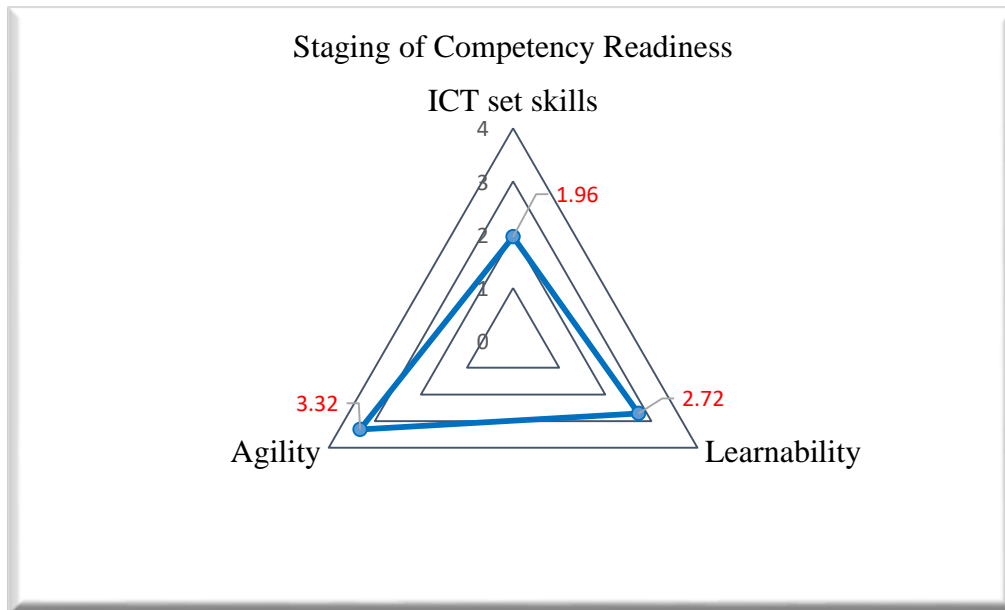 Staging of Competency Readiness
ICT set skills
4
3
1.96
2
1
0
3.32
2.72
Agility
Learnability